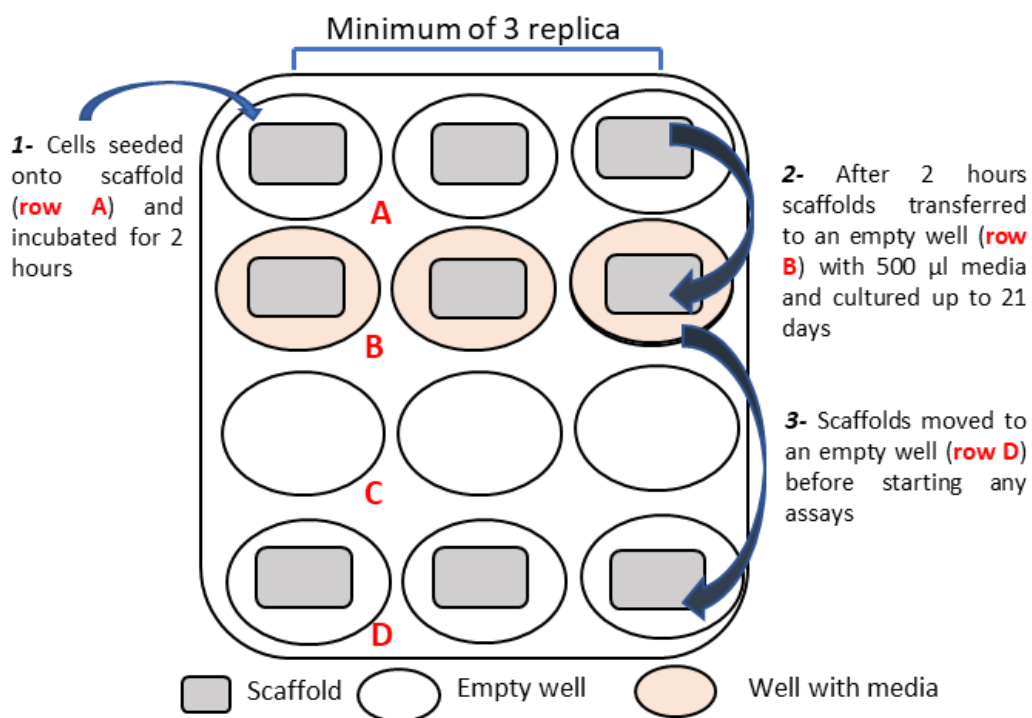 Minimum of 3 replica
1- Cells seeded
onto scaffold
(row A) and
incubated for 2
hours
A
2- After 2 hours
scaffolds transferred
to an empty well (row
B) with 500 µl media
and cultured up to 21
days
B
3- Scaffolds moved to
an empty well (row D)
before starting any
assays
C
D
Scaffold
Empty well
Well with media